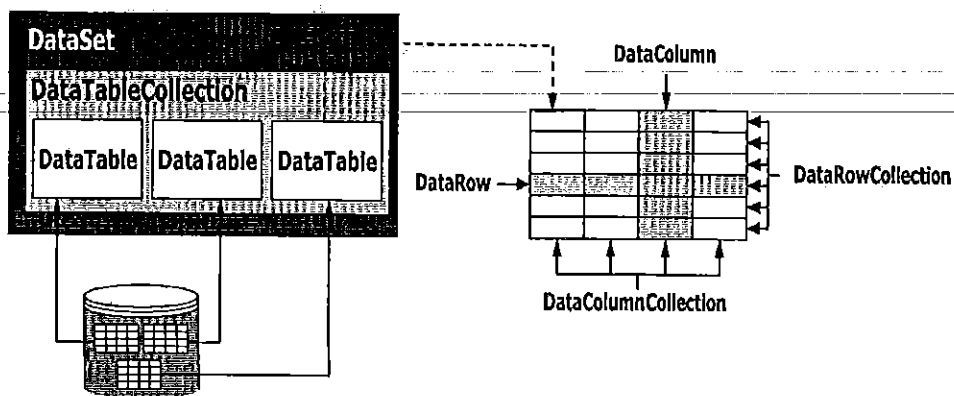 DataSet
DataTableCollection
DataTable
DataTable
DataTable
DataColumn
DataRow
DataRowCollection
DataColumnCollection